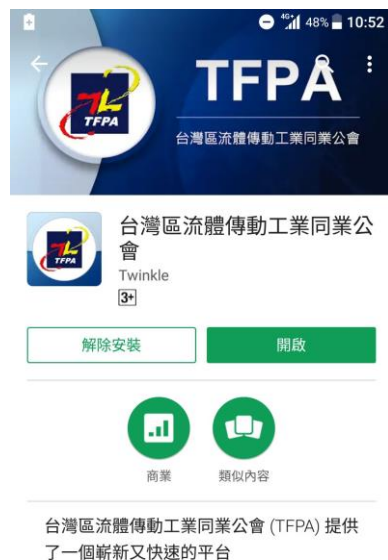 4G+ 48% 10:52
TFPA
TFPA
台灣區流體傳動工業同業公會
TFPA
台灣區流體傳動工業同業公
會
Twinkle
3+
解除安裝
開啟
商業
類似內容
台灣區流體傳動工業同業公會 (TFPA) 提供
了一個嶄新又快速的平台